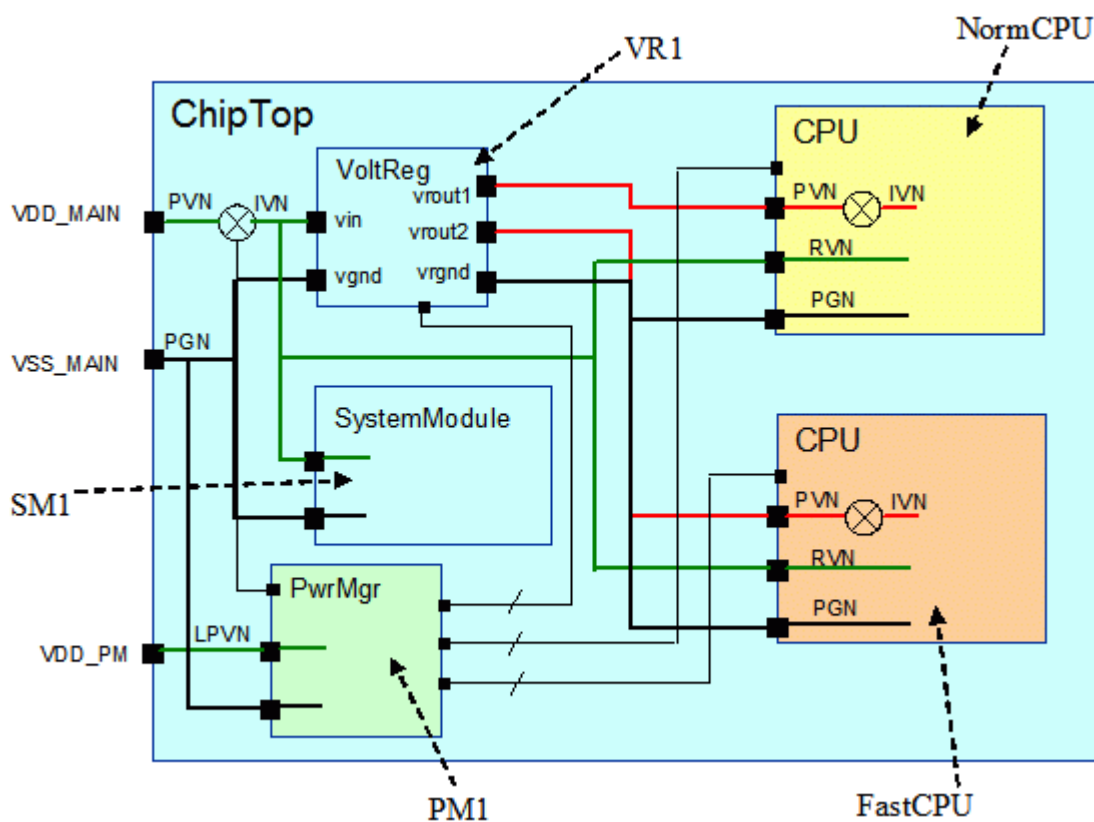 NormCPU
VR1
ChipTop
CPU
VoltReg
PVN
IVN
vrout1
PVN
IVN
VDD_MAIN
vin
vrout2
RVN
vgnd
vrgnd
PGN
PGN
VSS_MAIN
SystemModule
CPU
SM1
PVN
IVN
RVN
PwrMgr
PGN
LPVN
VDD_PM
PM1
FastCPU